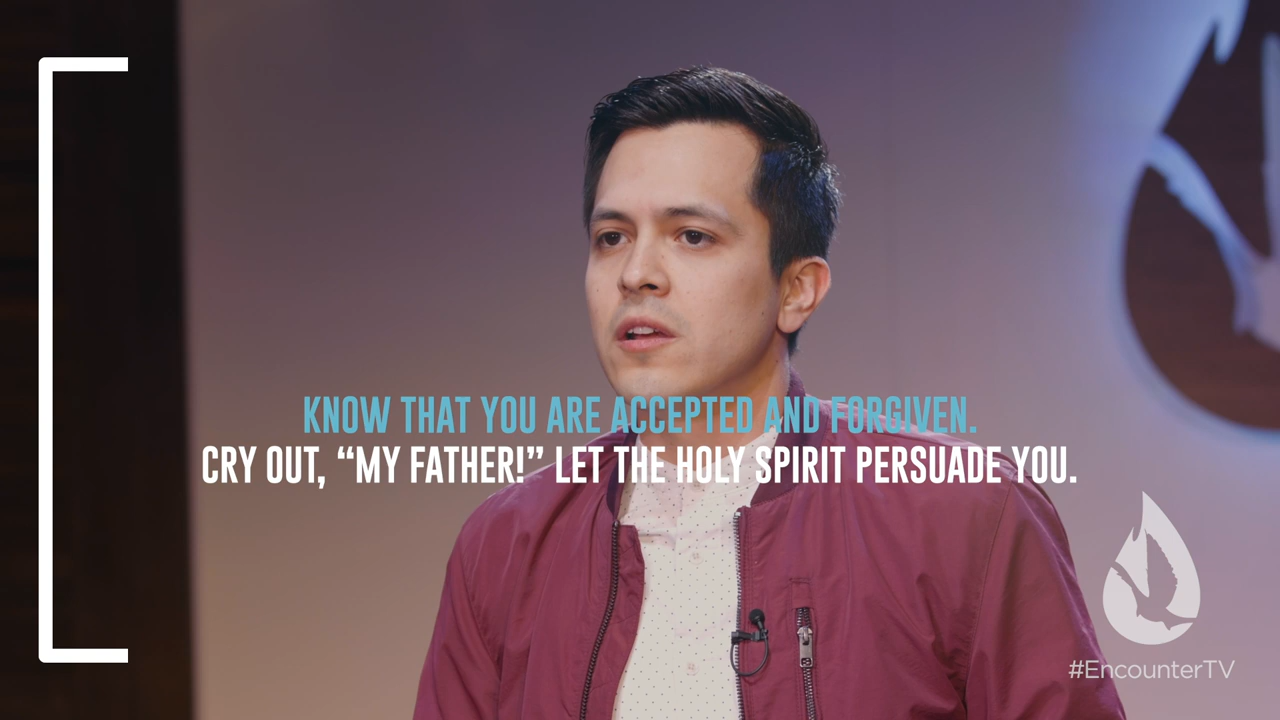 KNOW THAT YOU ARE ACCEPTED AND FORGIVEN.
CRY OUT, “MY FATHER!” LET THE HOLY SPIRIT PERSUADE YOU.
#EncounterTV